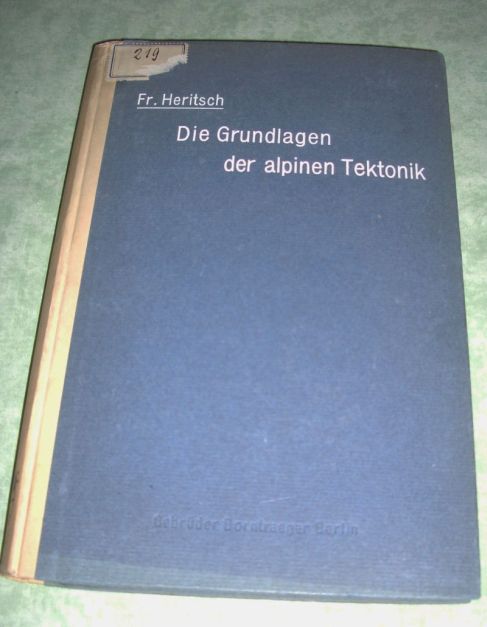 219
Fr. Heritsch
Die Grundlagen
der alpinen Tektonik
Gebrüder Borntraeger Berlin